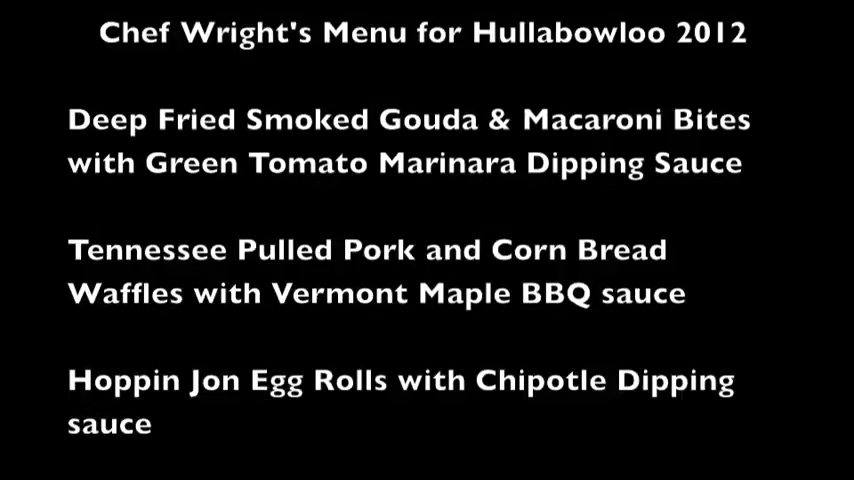 Chef Wright's Menu for Hullabowloo 2012
Deep Fried Smoked Gouda & Macaroni Bites
with Green Tomato Marinara Dipping Sauce
Tennessee Pulled Pork and Corn Bread
Waffles with Vermont Maple BBQ sauce
Hoppin Jon Egg Rolls with Chipotle Dipping
sauce